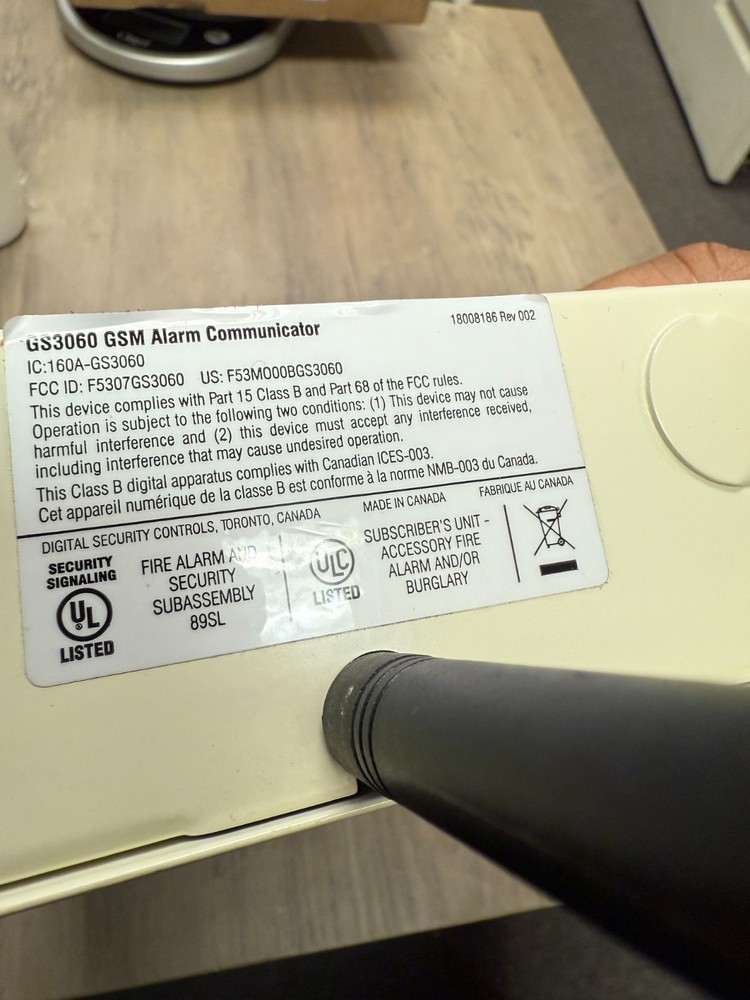 GS3060 GSM Alarm Communicator
18008186 Rev 002
IC:160A-GS3060
FCC ID: F5307GS3060 US: F53MO00BGS3060
This device complies with Part 15 Class B and Part 68 of the FCC rules.
Operation is subject to the following two conditions: (1) This device may not cause
harmful interference and (2) this device must accept any interference received,
including interference that may cause undesired operation.
This Class B digital apparatus complies with Canadian ICES-003.
Cet appareil numérique de la classe B est conforme à la norme NMB-003 du Canada.
DIGITAL SECURITY CONTROLS, TORONTO, CANADA
MADE IN CANADA
FABRIQUE AU CANADA
SECURITY
SIGNALING
UL
®
LISTED
FIRE ALARM AND
SECURITY
SUBASSEMBLY
89SL
ULC
LISTED
SUBSCRIBER'S UNIT -
ACCESSORY FIRE
ALARM AND/OR
BURGLARY